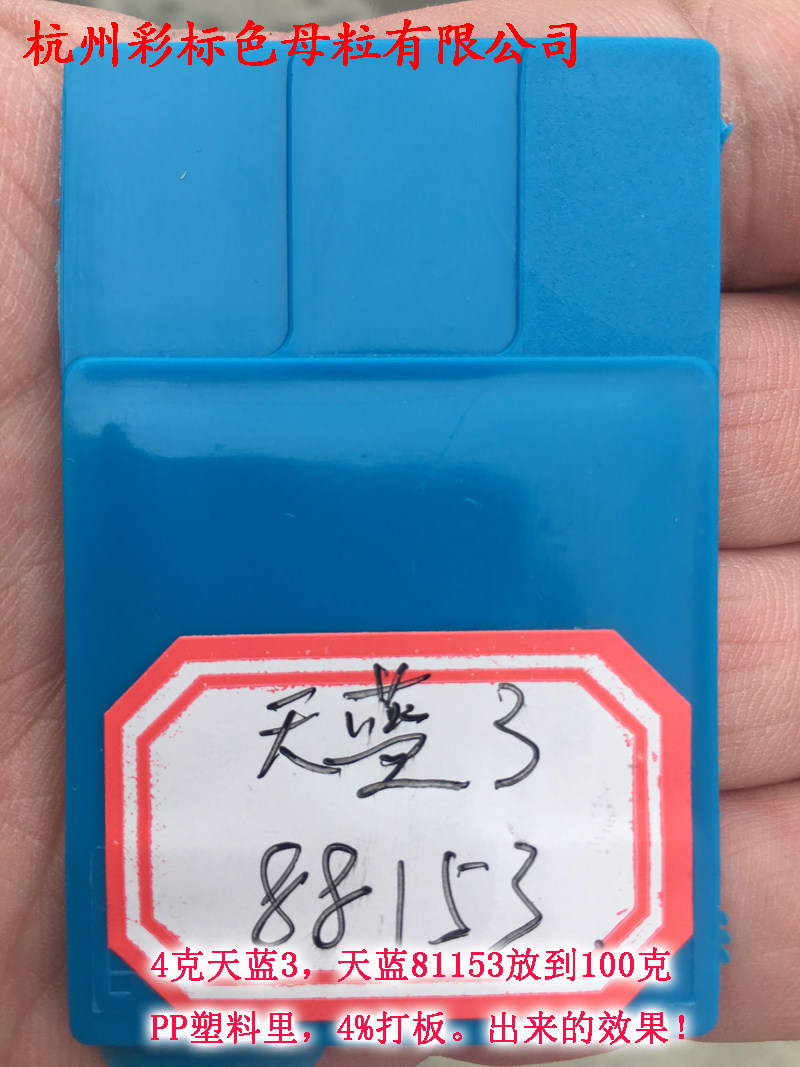 杭州彩标色母粒有限公司
天蓝3
88153
4克天蓝3，天蓝81153放到100克
PP塑料里，4%打板。出来的效果！